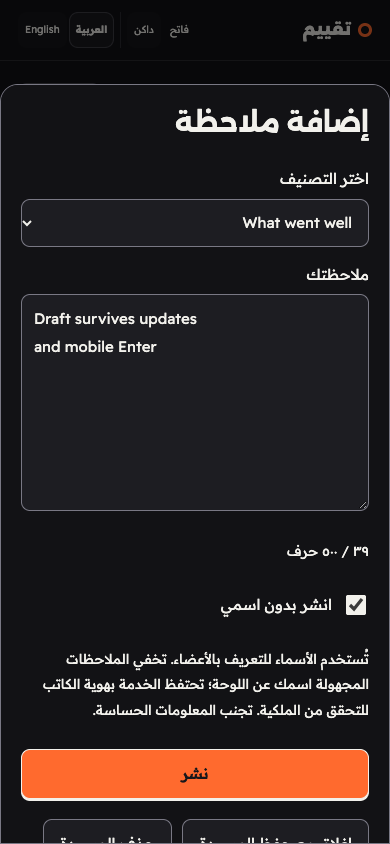 تقييم
فاتح
داكن
العربية
English
إضافة ملاحظة
اختر التصنيف
What went well
ملاحظتك
Draft survives updates
and mobile Enter
٣٩ / ٥٠٠ حرف
انشر بدون اسمي
تُستخدم الأسماء للتعريف بالأعضاء. تخفي الملاحظات
المجهولة اسمك عن اللوحة؛ تحتفظ الخدمة بهوية الكاتب
للتحقق من الملكية. تجنب المعلومات الحساسة.
نشر